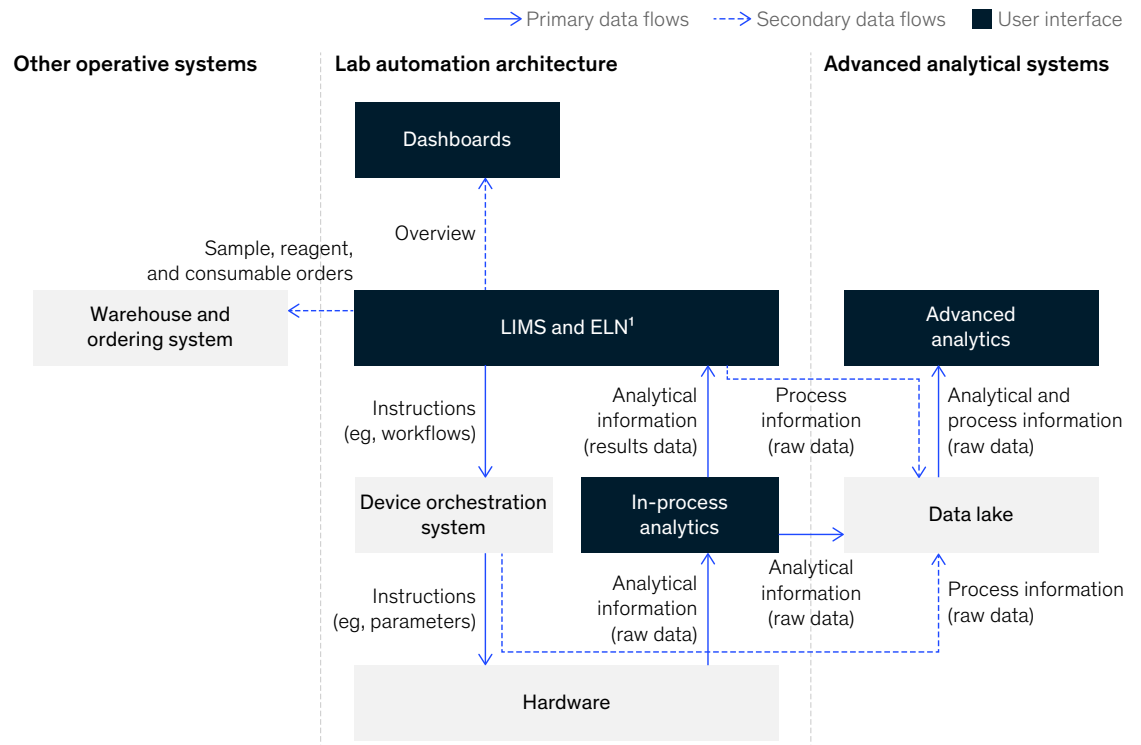 Primary data flows
Secondary data flows
User interface
Other operative systems
Lab automation architecture
Advanced analytical systems
Dashboards
Overview
Sample, reagent,
and consumable orders
Warehouse and
ordering system
LIMS and ELN¹
Advanced
analytics
Instructions
(eg, workflows)
Analytical
information
(results data)
Process
information
(raw data)
Analytical and
process information
(raw data)
Device orchestration
system
In-process
analytics
Data lake
Instructions
(eg, parameters)
Analytical
information
(raw data)
Analytical
information
(raw data)
Process information
(raw data)
Hardware